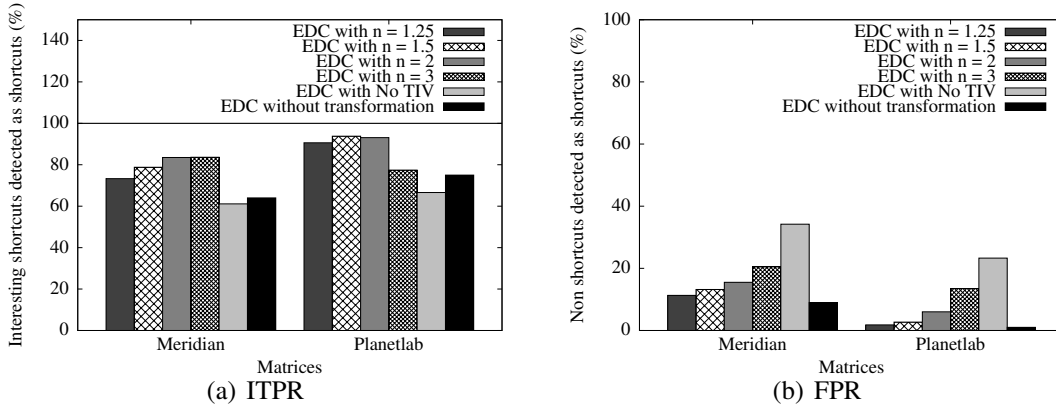 Interesting shortcuts detected as shortcuts (%)
140
120
100
80
60
40
20
0
EDC with n = 1.25
EDC with n = 1.5
EDC with n = 2
EDC with n = 3
EDC with No TIV
EDC without transformation
Meridian Planetlab
Matrices
(a) ITPR
Non shortcuts detected as shortcuts (%)
100
80
60
40
20
0
EDC with n = 1.25
EDC with n = 1.5
EDC with n = 2
EDC with n = 3
EDC with No TIV
EDC without transformation
Meridian Planetlab
Matrices
(b) FPR